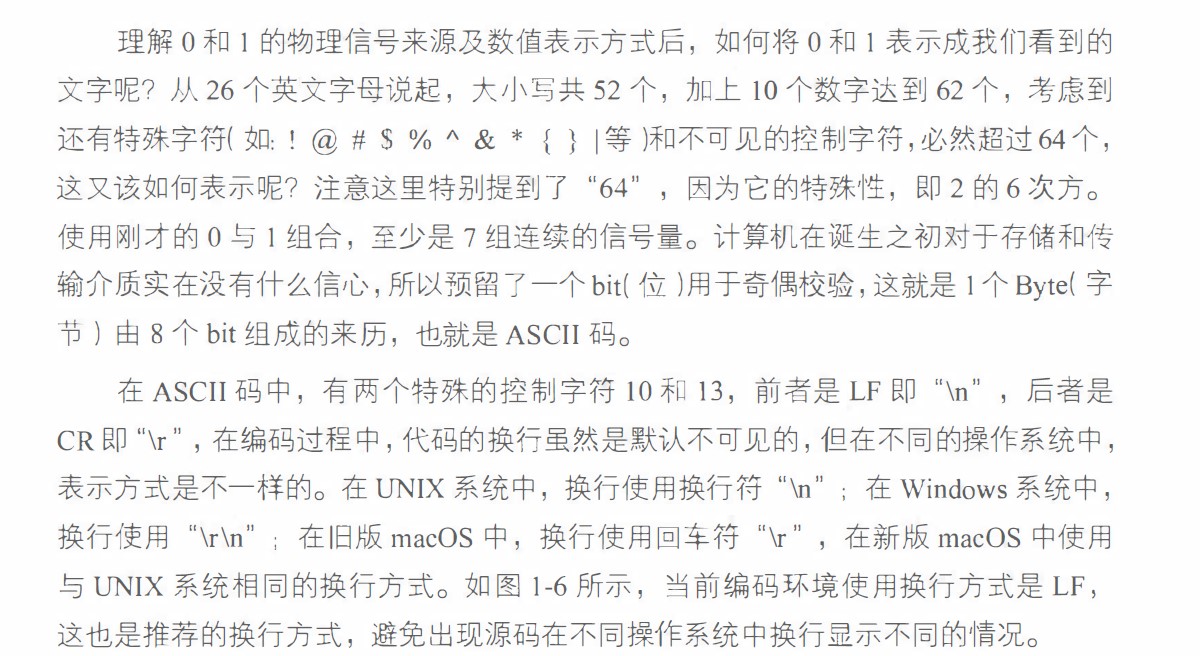 理解 0 和 1 的物理信号来源及数值表示方式后，如何将 0 和 1 表示成我们看到的
文字呢？从 26 个英文字母说起，大小写共 52 个，加上 10 个数字达到 62 个，考虑到
还有特殊字符( 如: ! @ # $ % ^ & * { } |等 )和不可见的控制字符，必然超过 64 个，
这又该如何表示呢？注意这里特别提到了“64”，因为它的特殊性，即 2 的 6 次方。
使用刚才的 0 与 1 组合，至少是 7 组连续的信号量。计算机在诞生之初对于存储和传
输介质实在没有什么信心，所以预留了一个 bit( 位 )用于奇偶校验，这就是 1 个 Byte( 字
节 ) 由 8 个 bit 组成的来历，也就是 ASCII 码。
在 ASCII 码中，有两个特殊的控制字符 10 和 13，前者是 LF 即“\n”，后者是
CR 即“\r”，在编码过程中，代码的换行虽然是默认不可见的，但在不同的操作系统中，
表示方式是不一样的。在 UNIX 系统中，换行使用换行符“\n”；在 Windows 系统中，
换行使用“\r\n”；在旧版 macOS 中，换行使用回车符“\r”，在新版 macOS 中使用
与 UNIX 系统相同的换行方式。如图 1-6 所示，当前编码环境使用换行方式是 LF，
这也是推荐的换行方式，避免出现源码在不同操作系统中换行显示不同的情况。